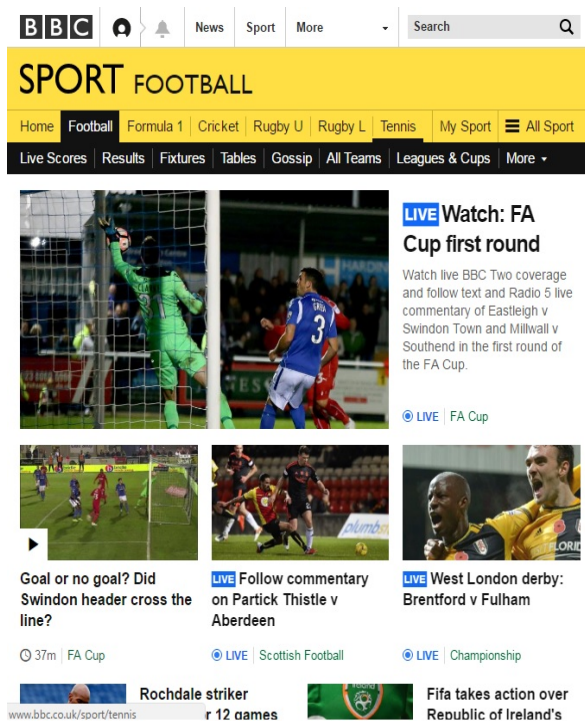 BBC
News
Sport
More
Search
SPORT FOOTBALL
Home
Football
Formula 1
Cricket
Rugby U
Rugby L
Tennis
My Sport
All Sport
Live Scores
Results
Fixtures
Tables
Gossip
All Teams
Leagues & Cups
More
3
LIVE Watch: FA
Cup first round
Watch live BBC Two coverage
and follow text and Radio 5 live
commentary of Eastleigh v
Swindon Town and Millwall v
Southend in the first round of
the FA Cup.
LIVE
FA Cup
Goal or no goal? Did
Swindon header cross the
line?
37m
FA Cup
LIVE Follow commentary
on Partick Thistle v
Aberdeen
LIVE
Scottish Football
LIVE West London derby:
Brentford v Fulham
LIVE
Championship
Rochdale striker
12 games
Fifa takes action over
Republic of Ireland's
www.bbc.co.uk/sport/tennis